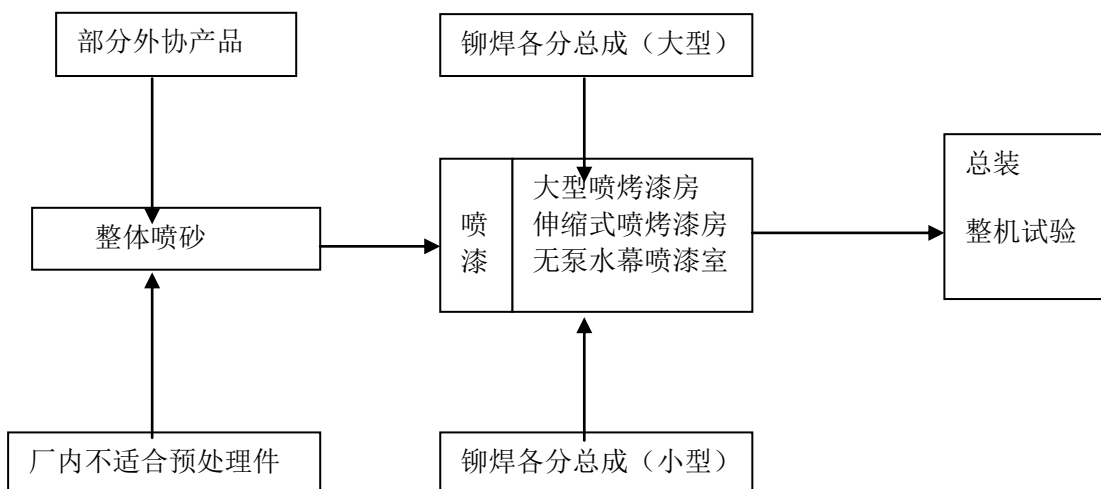 部分外协产品
铆焊各分总成（大型）
整体喷砂
喷
漆
大型喷烤漆房
伸缩式喷烤漆房
无泵水幕喷漆室
总装
整机试验
厂内不适合预处理件
铆焊各分总成（小型）